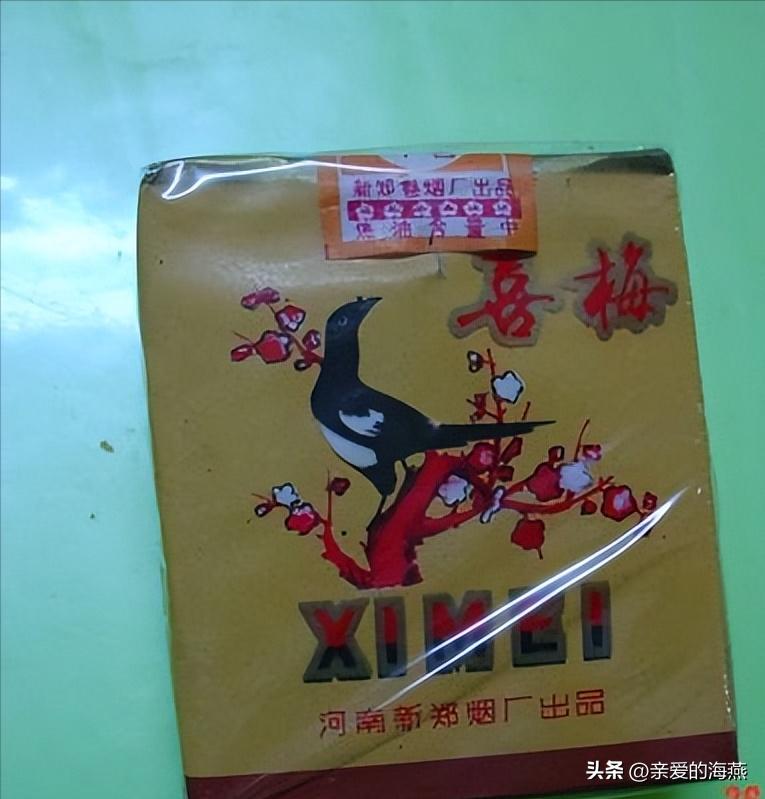 新郑卷烟厂出品
焦油含量中
喜梅
XIMEI
河南新郑烟厂出品
头条 @亲爱的海燕